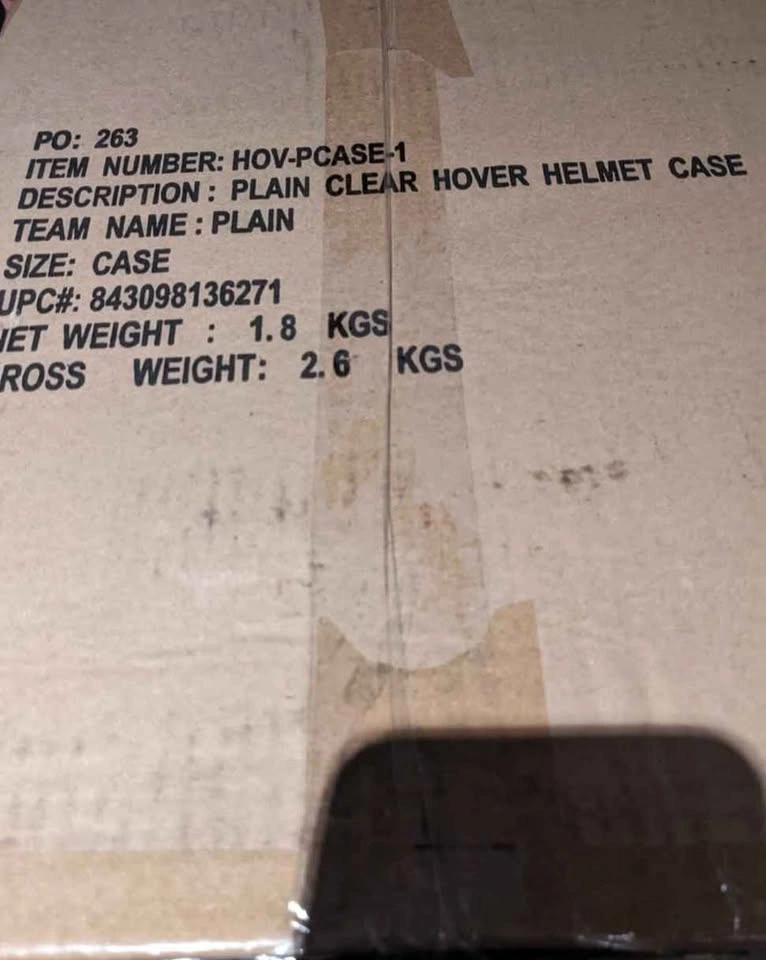 PO: 263
ITEM NUMBER: HOV-PCASE-1
DESCRIPTION : PLAIN CLEAR HOVER HELMET CASE
TEAM NAME : PLAIN
SIZE: CASE
UPC#: 843098136271
NET WEIGHT : 1.8 KGS
ROSS WEIGHT: 2.6 KGS